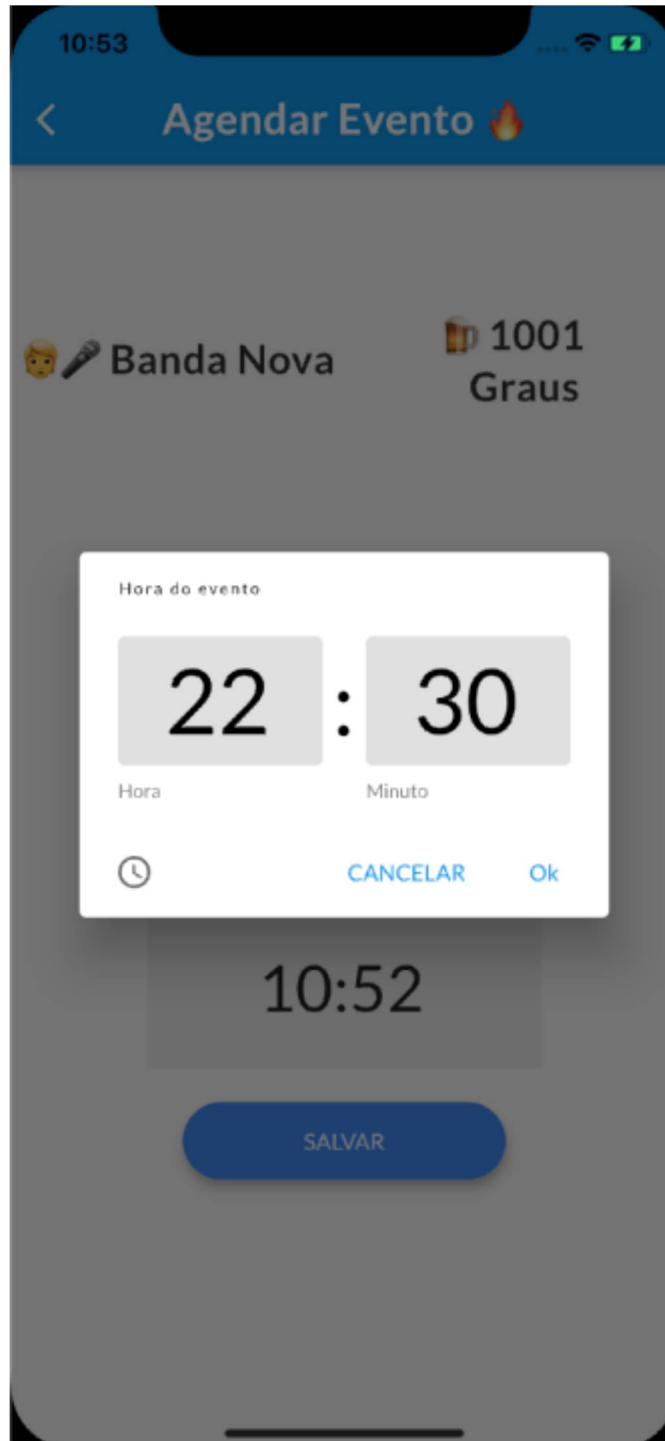 10:53
Agendar Evento 🔥
👩🎤 Banda Nova
🍺 1001
Graus
Hora do evento
22 : 30
Hora Minuto
CANCELAR Ok
10:52
SALVAR